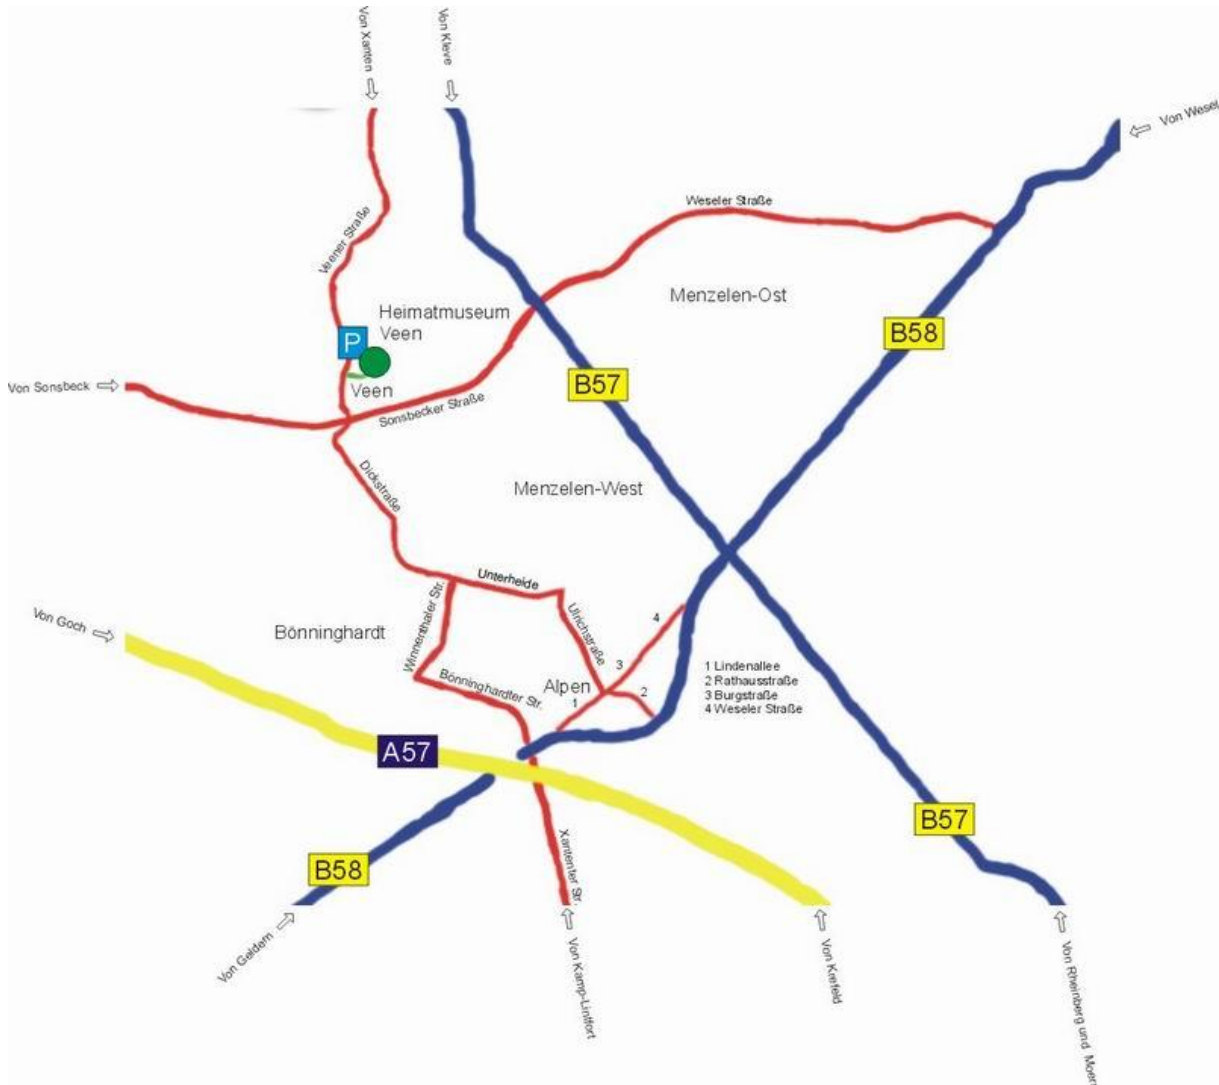 Von Xanten
Von Kleve
Von Wesel
Weseler Straße
Veener Straße
Menzelen-Ost
Heimatmuseum
Veen
P
B58
B57
Von Sonsbeck
Veen
Sonsbecker Straße
Dickstraße
Menzelen-West
Unterheide
Winnenthaler Str.
Ulrichstraße
Von Goch
Bönninghardt
4
3
Bönninghardter Str.
Alpen
2
1
1 Lindenallee
2 Rathausstraße
3 Burgstraße
4 Weseler Straße
A57
B57
B58
Xantenter Str.
Von Geldern
Von Kamp-Lintfort
Von Krefeld
Von Rheinberg und Moers